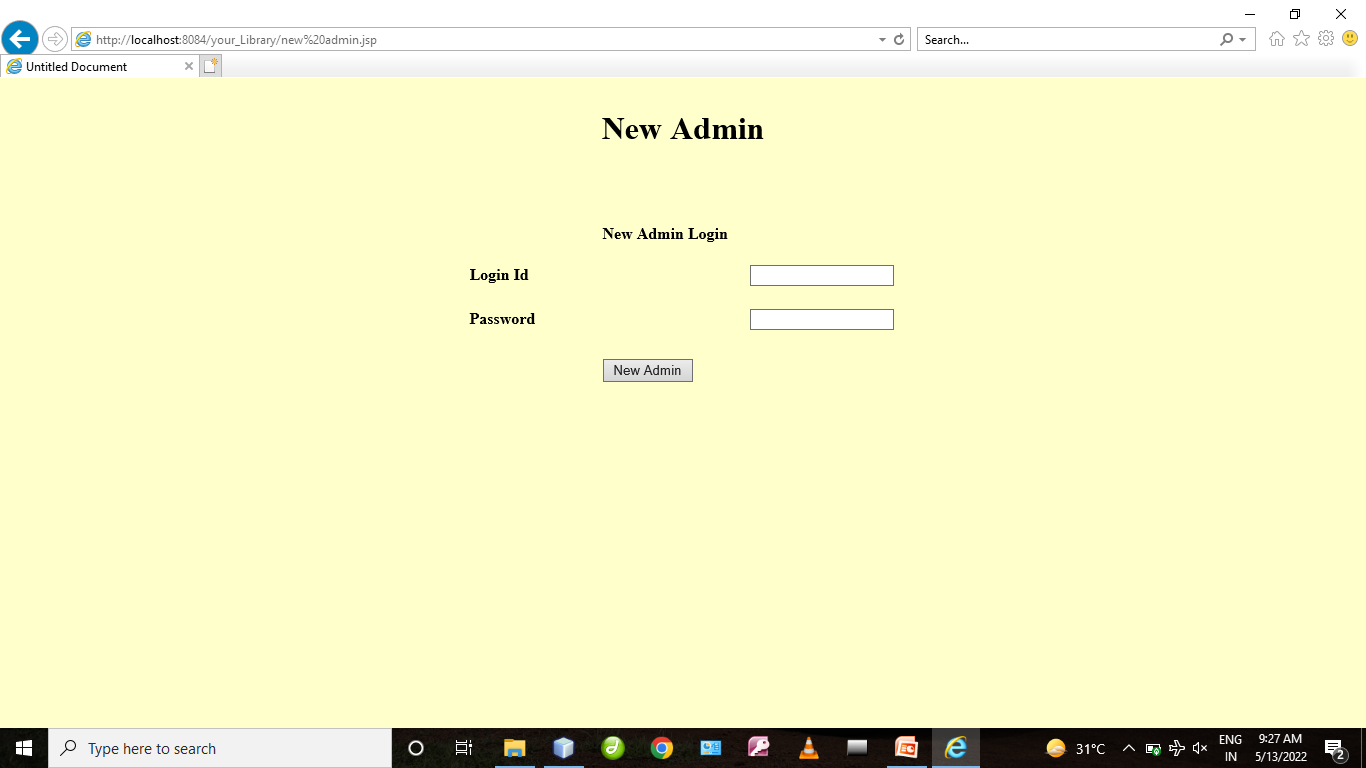 http://localhost:8084/your_Library/new%20admin.jsp
Search...
Untitled Document
New Admin
New Admin Login
Login Id
Password
New Admin
Type here to search
31°C
ENG
IN
9:27 AM
5/13/2022
2